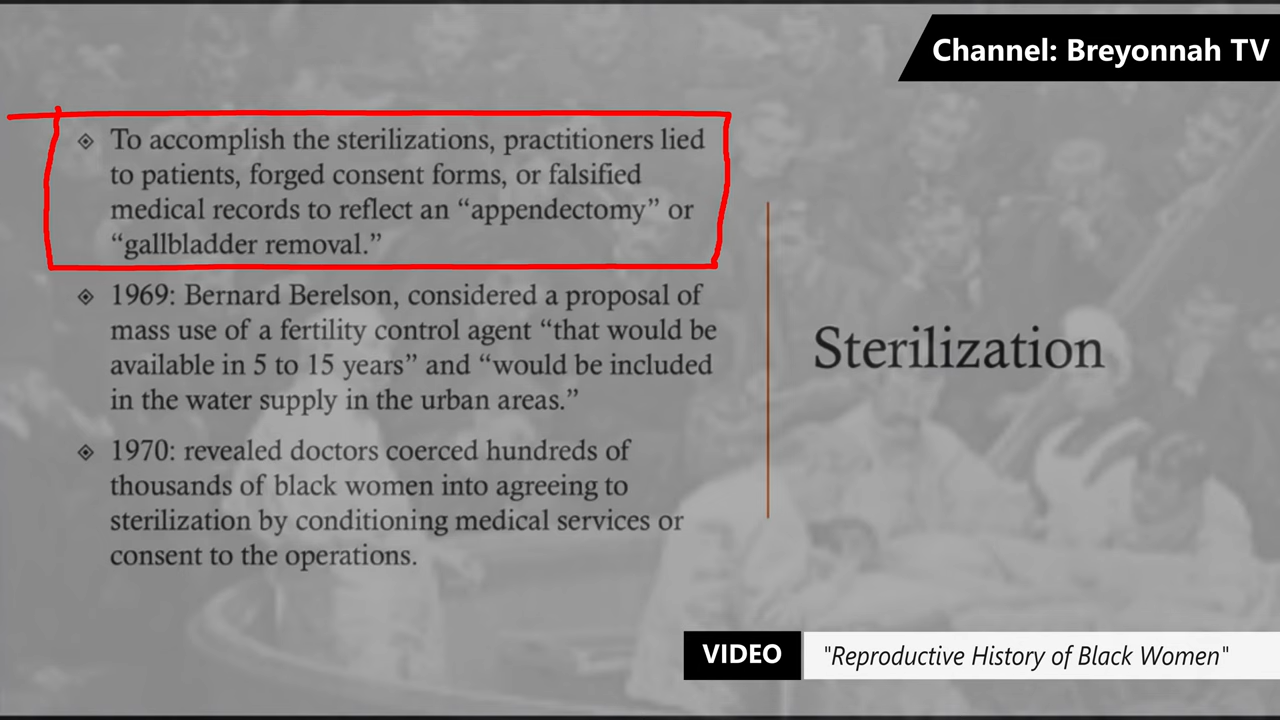 Channel: Breyonnah TV
◈ To accomplish the sterilizations, practitioners lied
to patients, forged consent forms, or falsified
medical records to reflect an “appendectomy” or
“gallbladder removal.”
◈ 1969: Bernard Berelson, considered a proposal of
mass use of a fertility control agent “that would be
available in 5 to 15 years” and “would be included
in the water supply in the urban areas.”
◈ 1970: revealed doctors coerced hundreds of
thousands of black women into agreeing to
sterilization by conditioning medical services or
consent to the operations.
Sterilization
VIDEO "Reproductive History of Black Women"